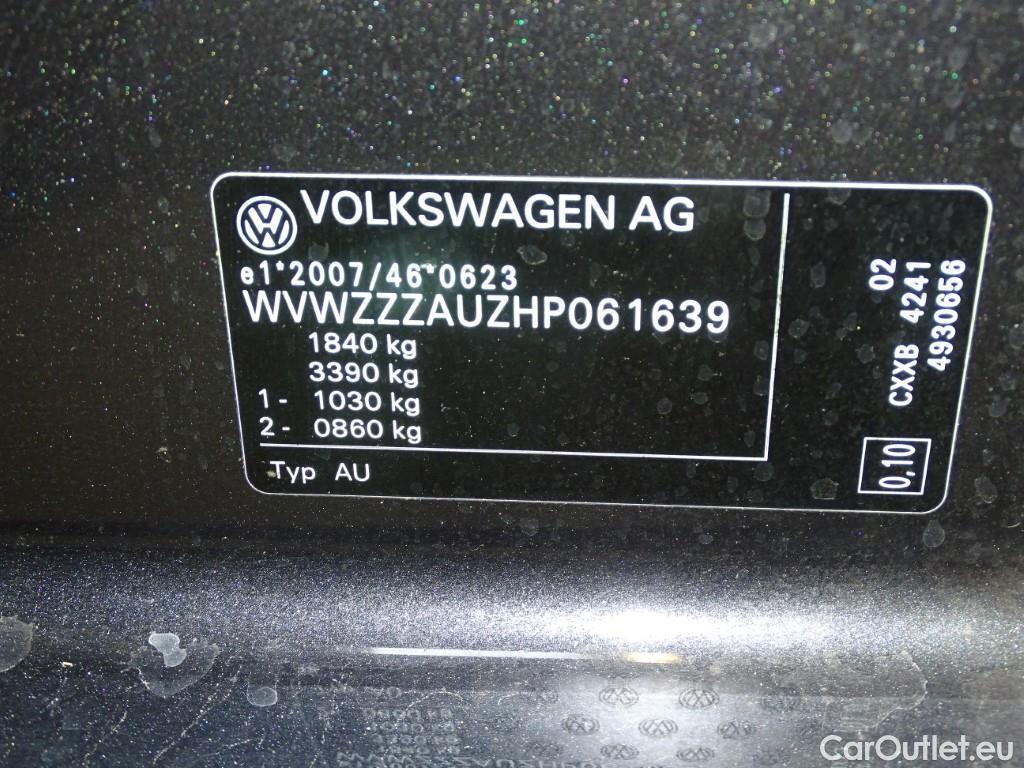 VOLKSWAGEN AG
e1*2007/46*0623
WVWZZZAUZHP061639
1840 kg
3390 kg
1- 1030 kg
2- 0860 kg
Typ AU
02
CXXB 4241
4930656
0,10
CarOutlet.eu